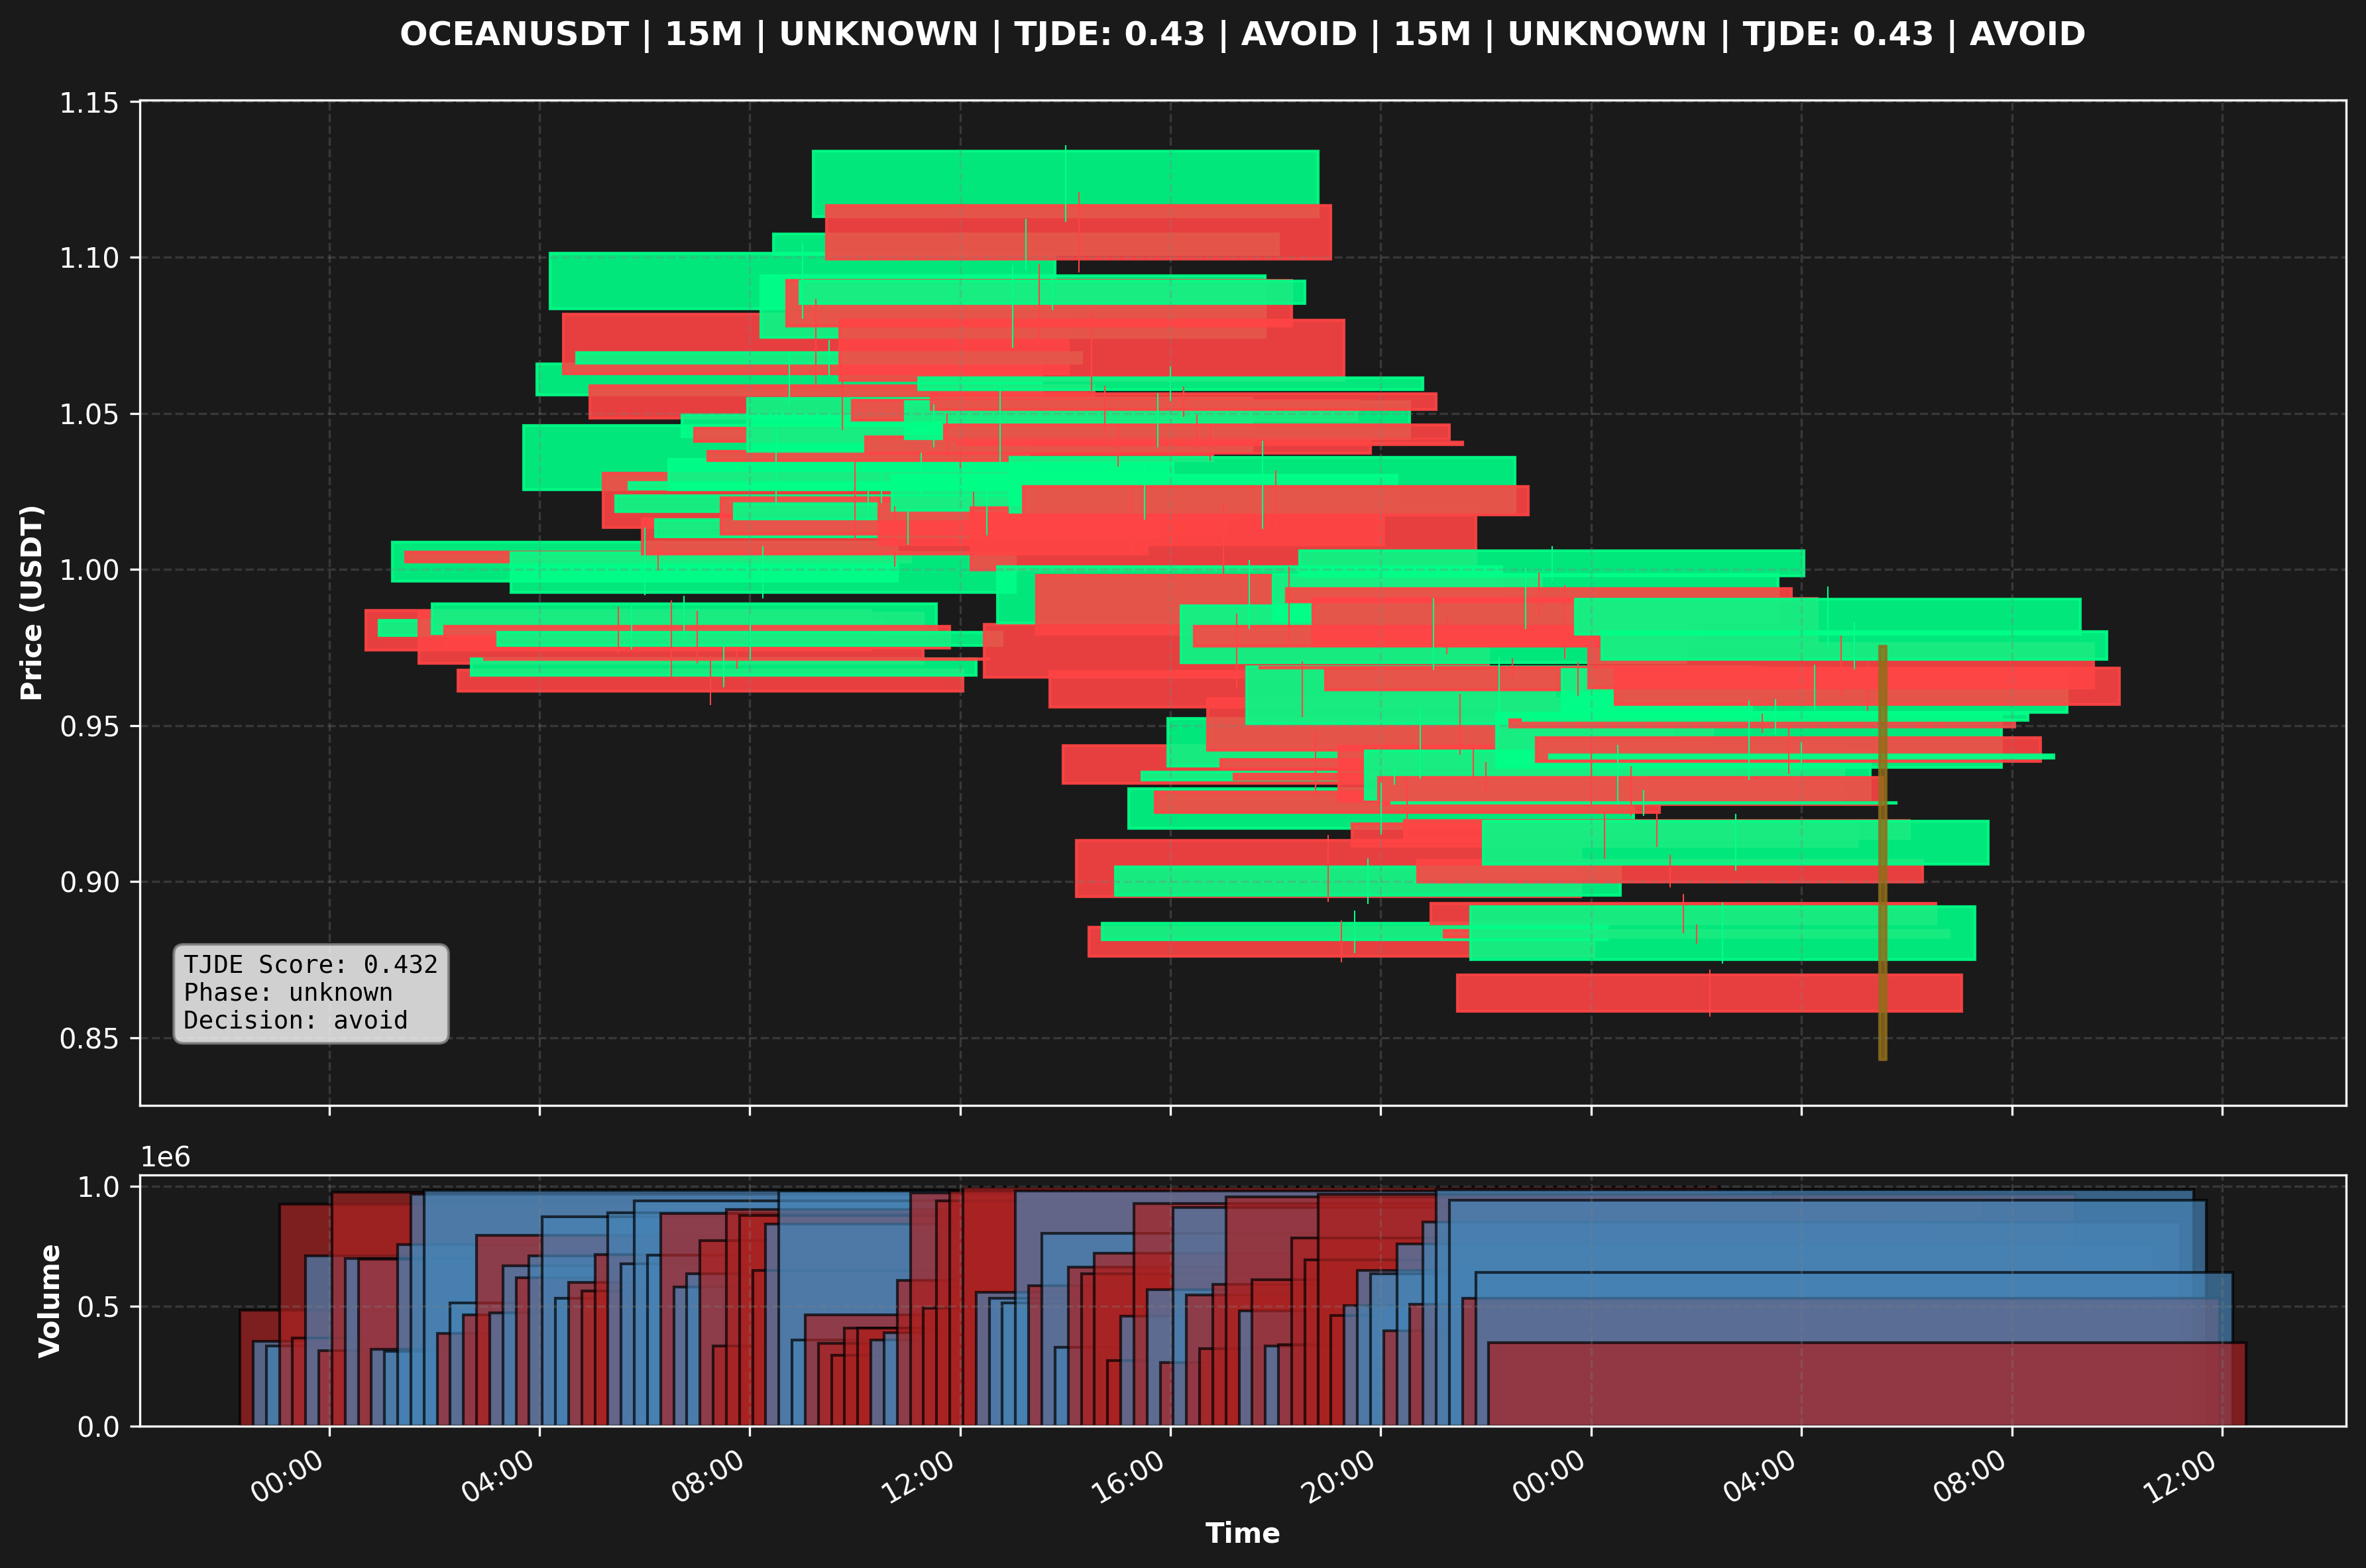 OCEANUSDT | 15M | UNKNOWN | TJDE: 0.43 | AVOID | 15M | UNKNOWN | TJDE: 0.43 | AVOID
Price (USDT)
1.15
1.10
1.05
1.00
0.95
0.90
0.85
TJDE Score: 0.432
Phase: unknown
Decision: avoid
1e6
Volume
1.0
0.5
0.0
00:00 04:00 08:00 12:00 16:00 20:00 00:00 04:00 08:00 12:00
Time